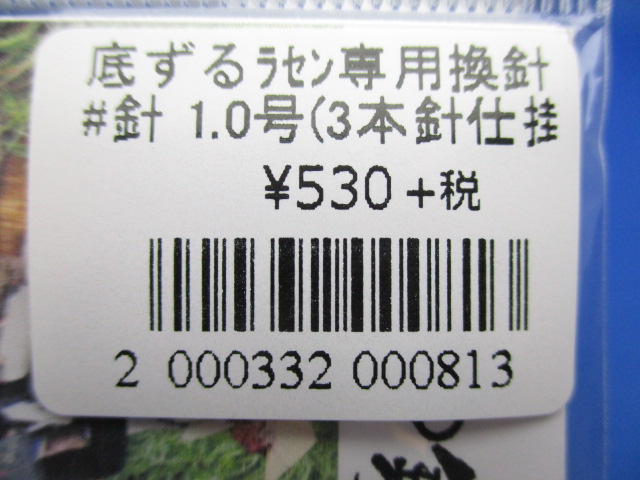 底ずるﾗｾﾝ専用換針
#針 1.0号(3本針仕掛
¥530+税
2 000332 000813